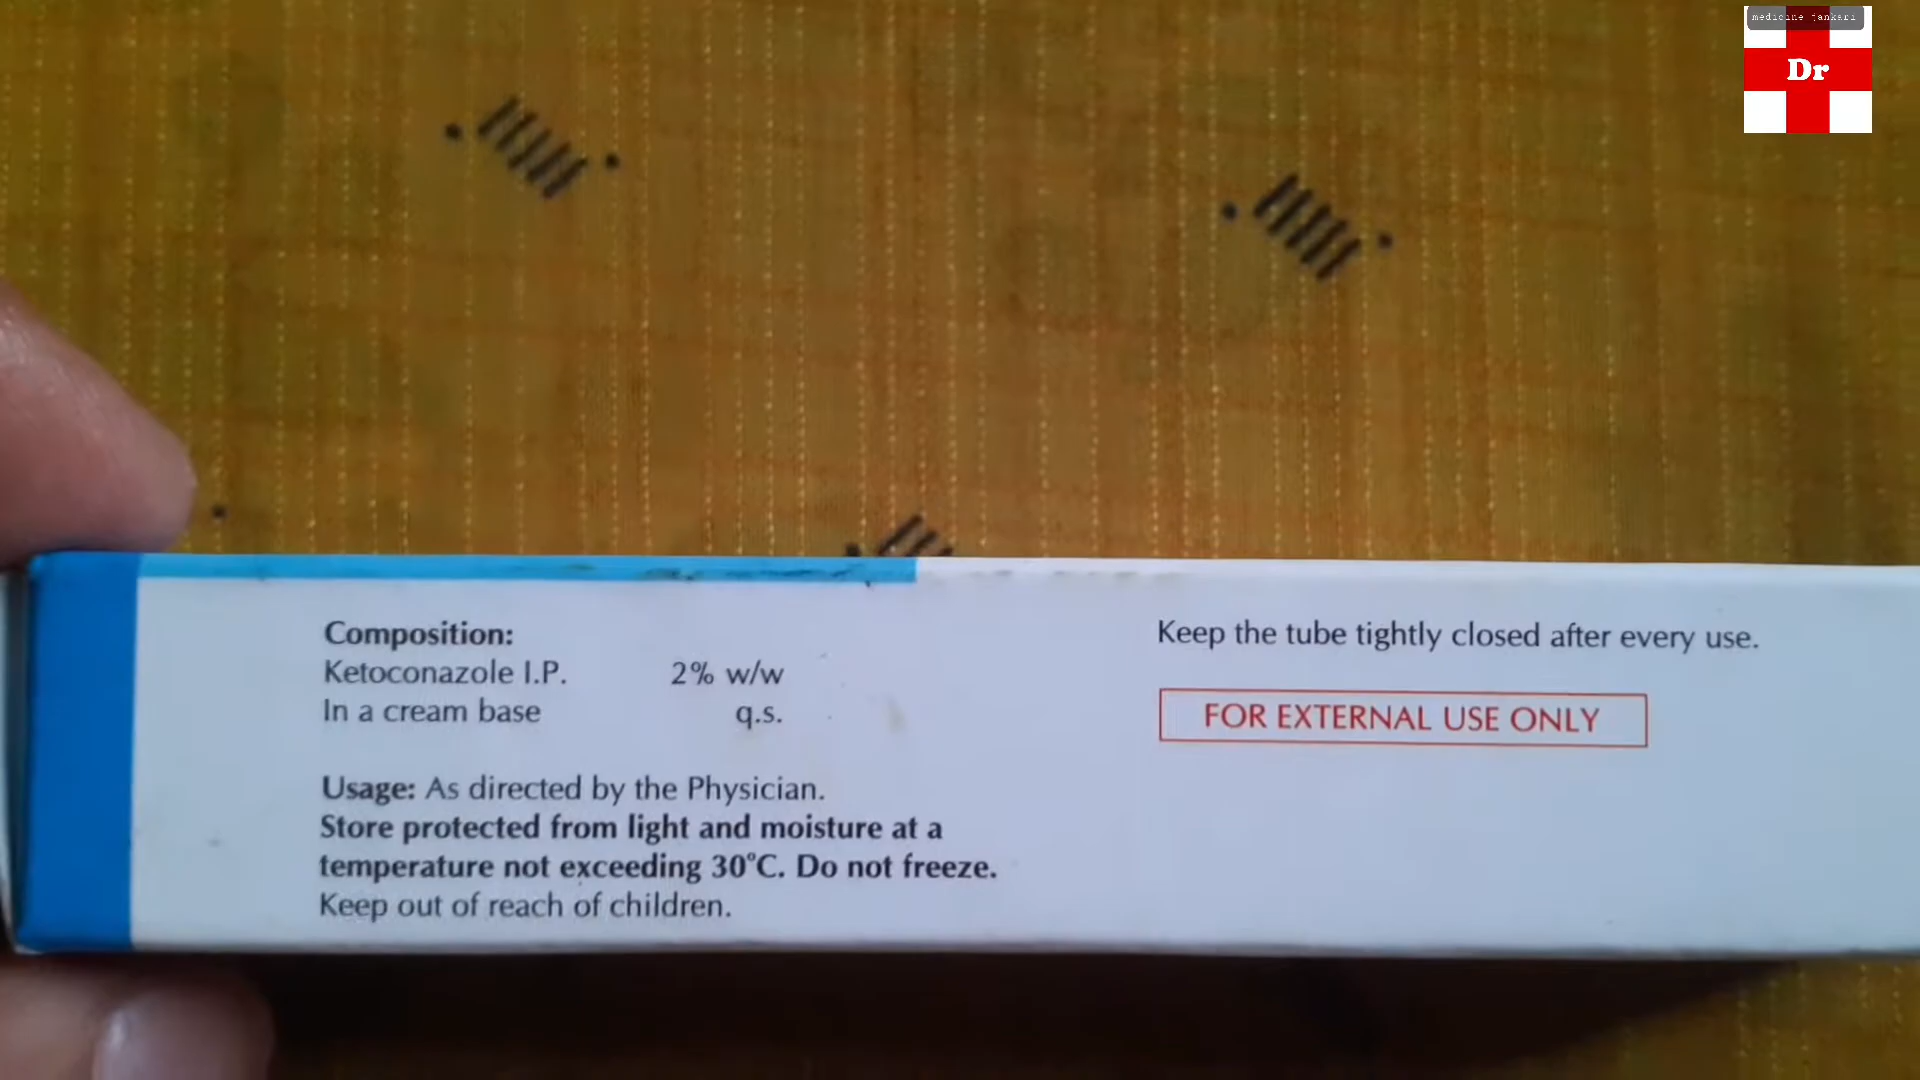 medicine jankari
Dr
Composition:
Ketoconazole I.P. 2% w/w
In a cream base q.s.
Usage: As directed by the Physician.
Store protected from light and moisture at a
temperature not exceeding 30°C. Do not freeze.
Keep out of reach of children.
Keep the tube tightly closed after every use.
FOR EXTERNAL USE ONLY